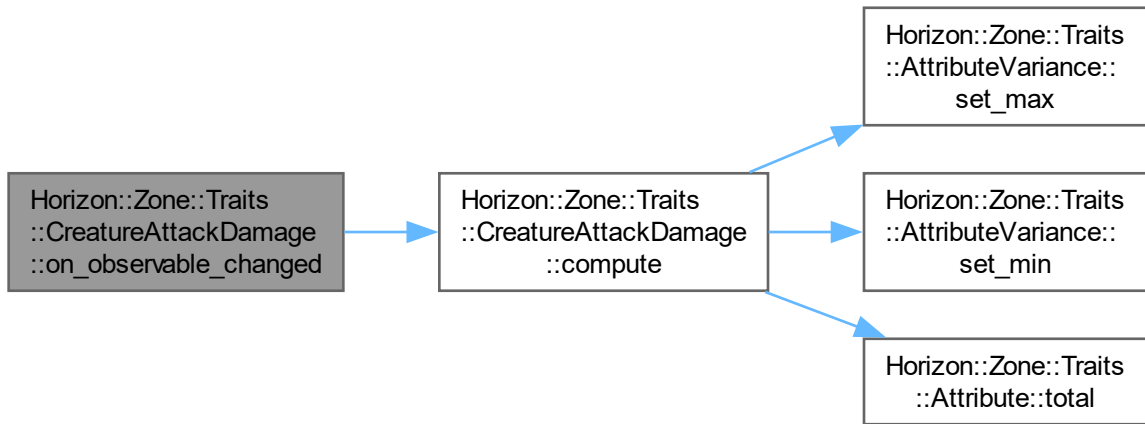 Horizon::Zone::Traits
::CreatureAttackDamage
::on_observable_changed
Horizon::Zone::Traits
::CreatureAttackDamage
::compute
Horizon::Zone::Traits
::AttributeVariance::
set_max
Horizon::Zone::Traits
::AttributeVariance::
set_min
Horizon::Zone::Traits
::Attribute::total